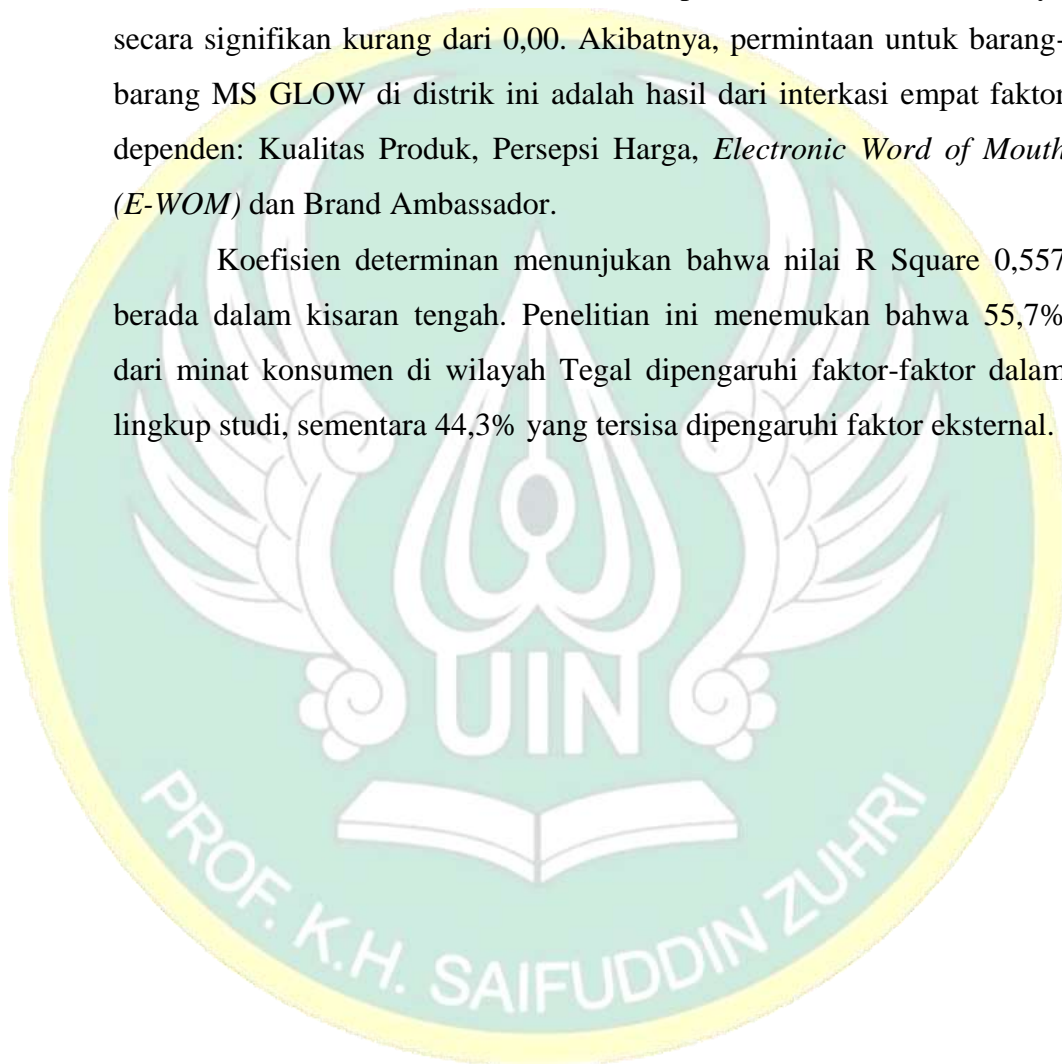 secara signifikan kurang dari 0,00. Akibatnya, permintaan untuk barang-
barang MS GLOW di distrik ini adalah hasil dari interkasi empat faktor
dependen: Kualitas Produk, Persepsi Harga, Electronic Word of Mouth
(E-WOM) dan Brand Ambassador.
Koefisien determinan menunjukan bahwa nilai R Square 0,557
berada dalam kisaran tengah. Penelitian ini menemukan bahwa 55,7%
dari minat konsumen di wilayah Tegal dipengaruhi faktor-faktor dalam
lingkup studi, sementara 44,3% yang tersisa dipengaruhi faktor eksternal.
UIN
PROF. K.H. SAIFUDDIN ZUHRI